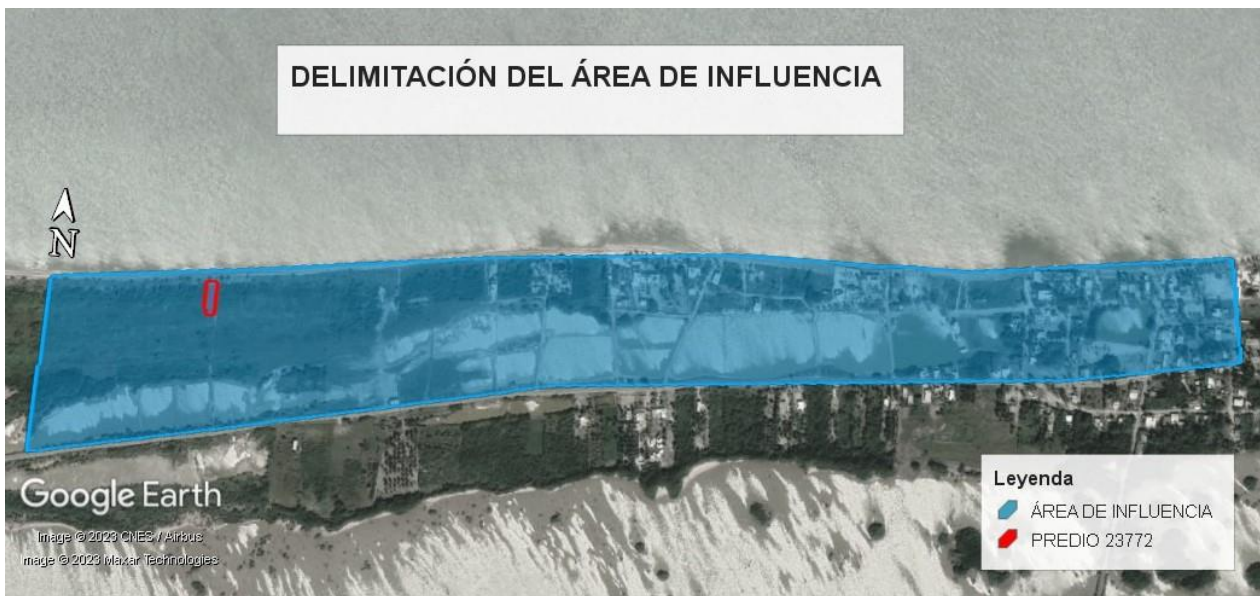 DELIMITACIÓN DEL ÁREA DE INFLUENCIA
N
Leyenda
ÁREA DE INFLUENCIA
PREDIO 23772
Google Earth
Image © 2023 CNES / Airbus
mage © 2023 Maxar Technologies